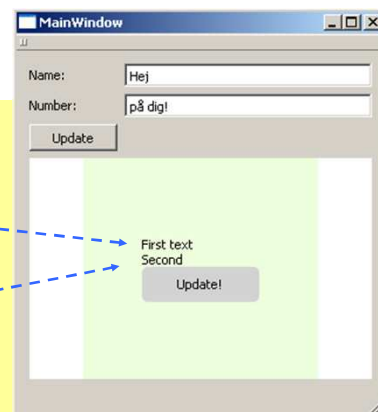 MainWindow
Name: Hej
Number: på dig!
Update
First text
Second
Update!